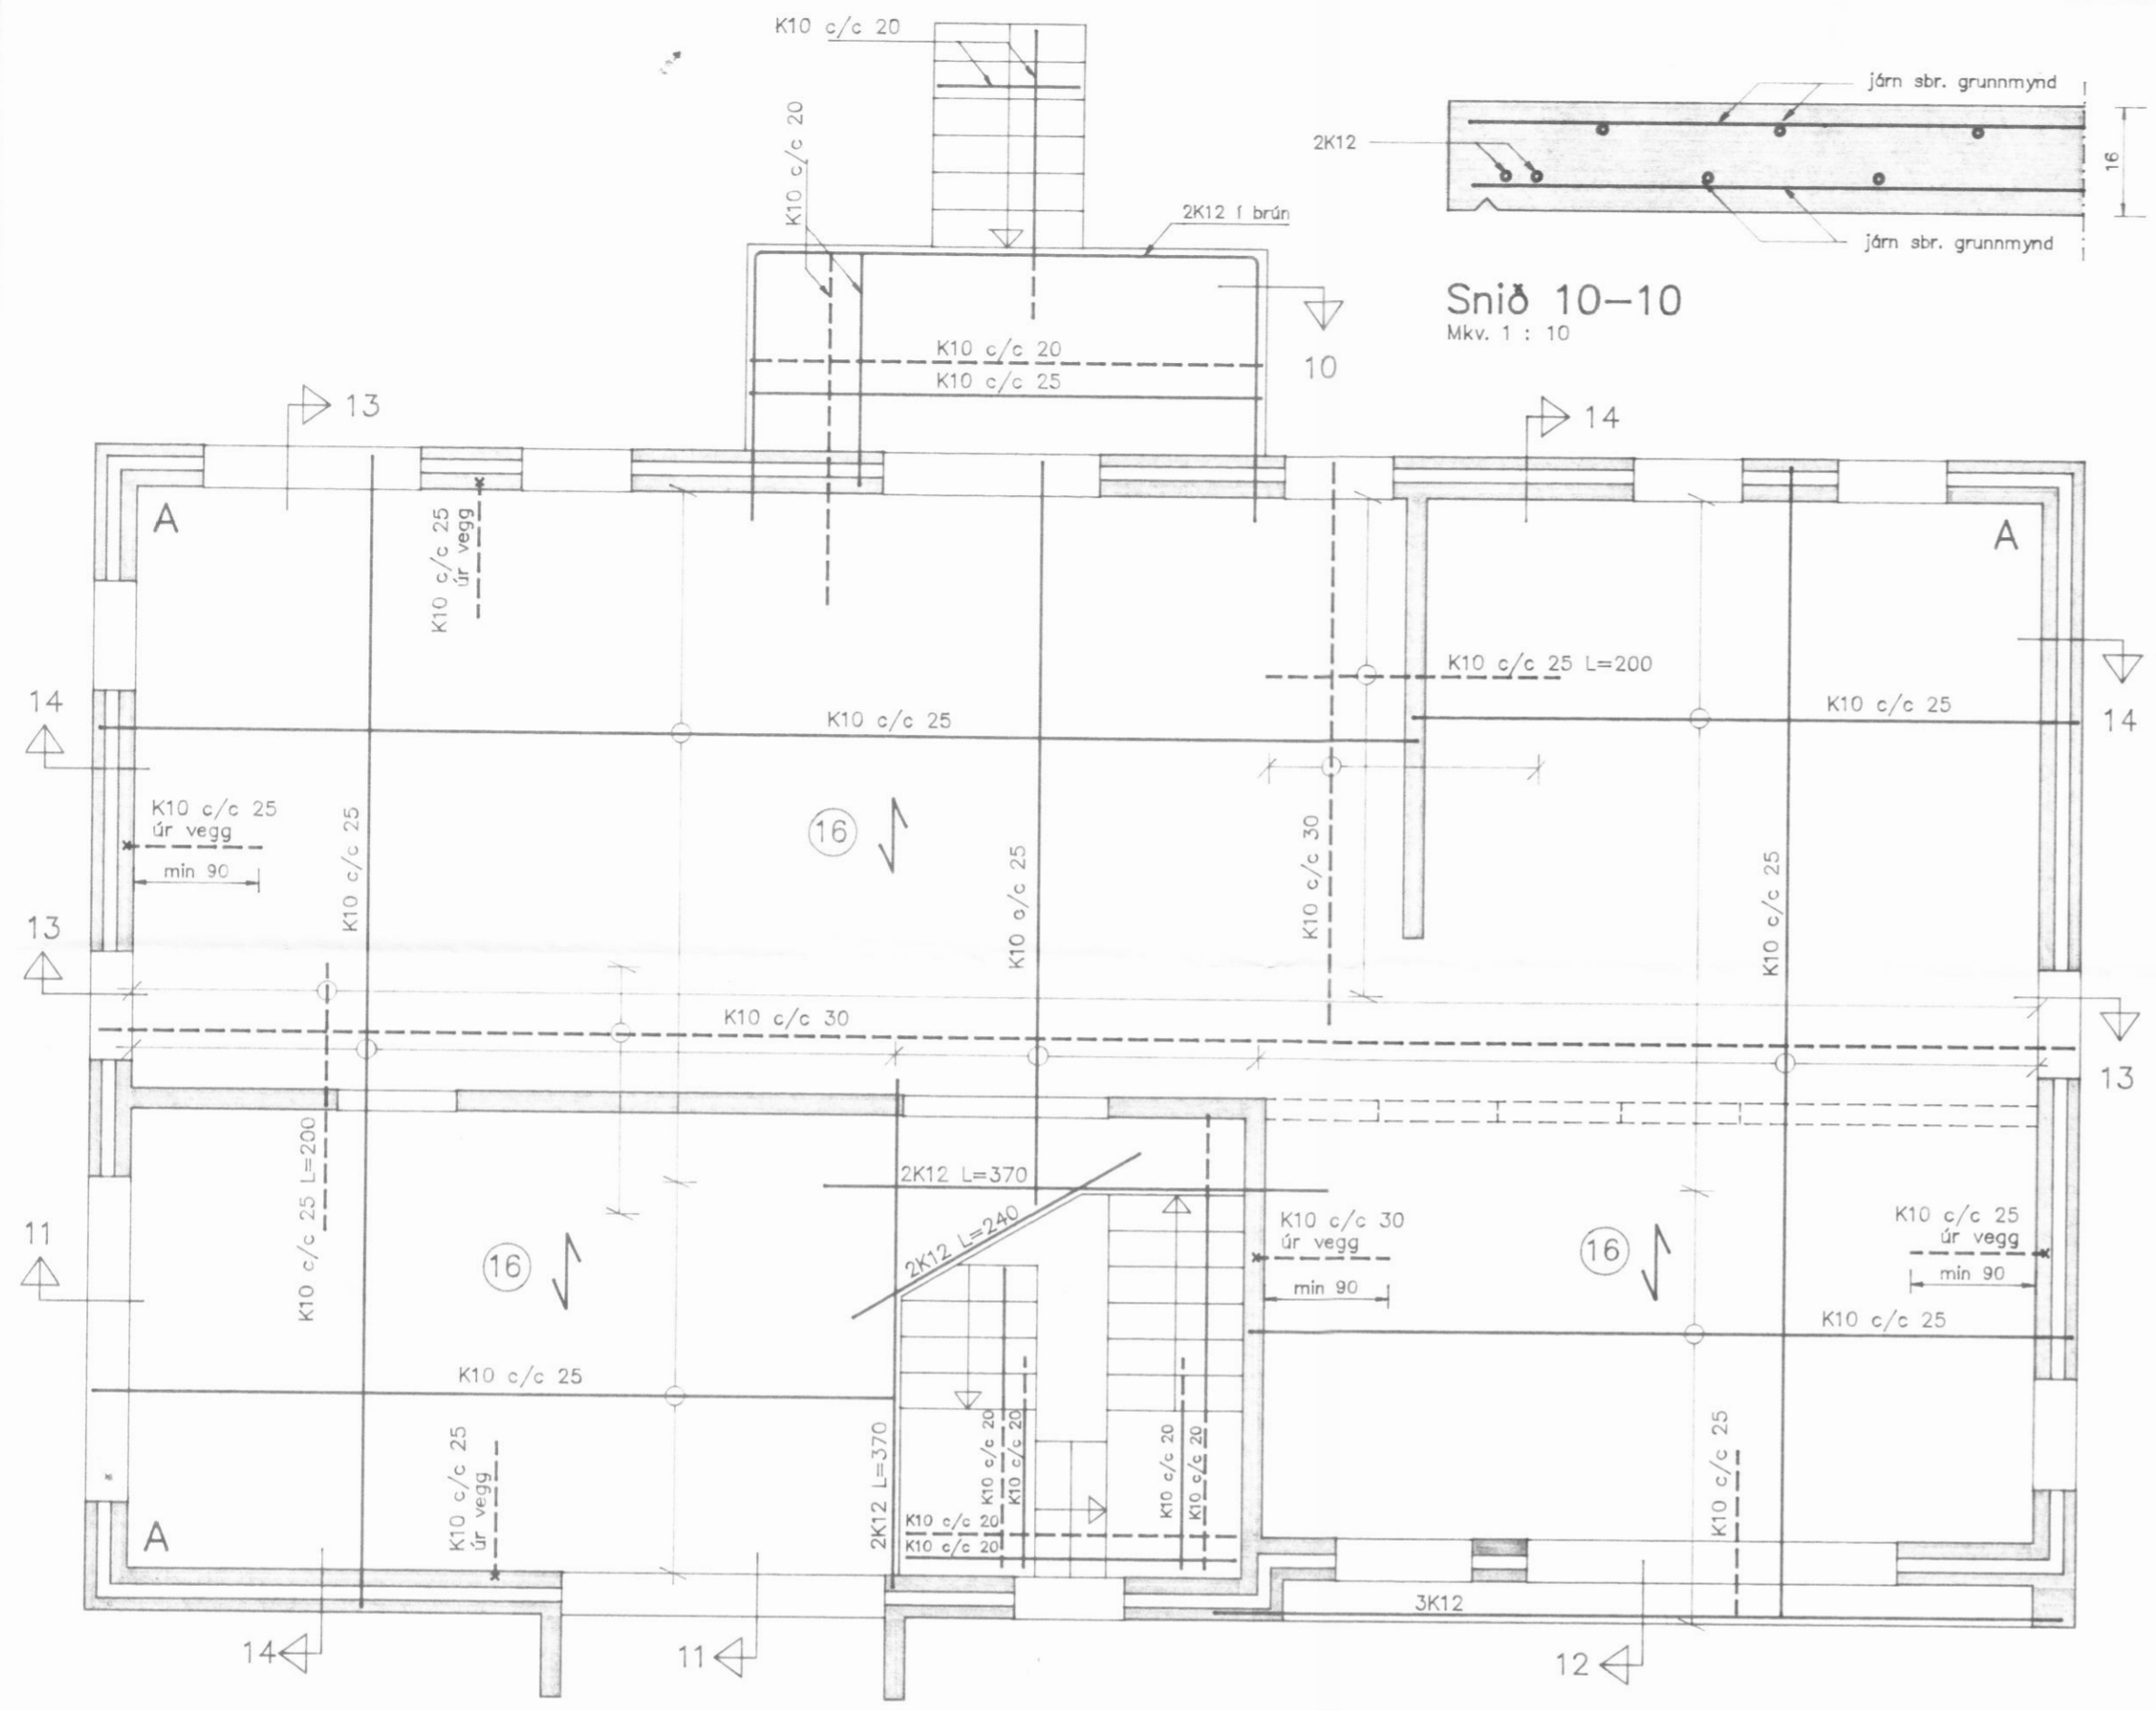 K10 c/c 20
K10 c/c 20
2K12 í brún
járn sbr. grunnmynd
2K12
16
járn sbr. grunnmynd
Snið 10–10
Mkv. 1 : 10
10
K10 c/c 20
K10 c/c 25
13
14
A
A
K10 c/c 25
úr vegg
K10 c/c 25 L=200
14
K10 c/c 25
K10 c/c 25
14
K10 c/c 25
úr vegg
min 90
K10 c/c 25
16
K10 c/c 25
K10 c/c 30
K10 c/c 25
13
K10 c/c 30
13
K10 c/c 25 L=200
2K12 L=370
2K12 L=240
11
16
K10 c/c 30
úr vegg
min 90
16
K10 c/c 25
úr vegg
min 90
K10 c/c 25
K10 c/c 25
K10 c/c 25
úr vegg
2K12 L=370
K10 c/c 20
K10 c/c 20
K10 c/c 20
K10 c/c 20
K10 c/c 25
K10 c/c 20
K10 c/c 20
A
3K12
14
11
12